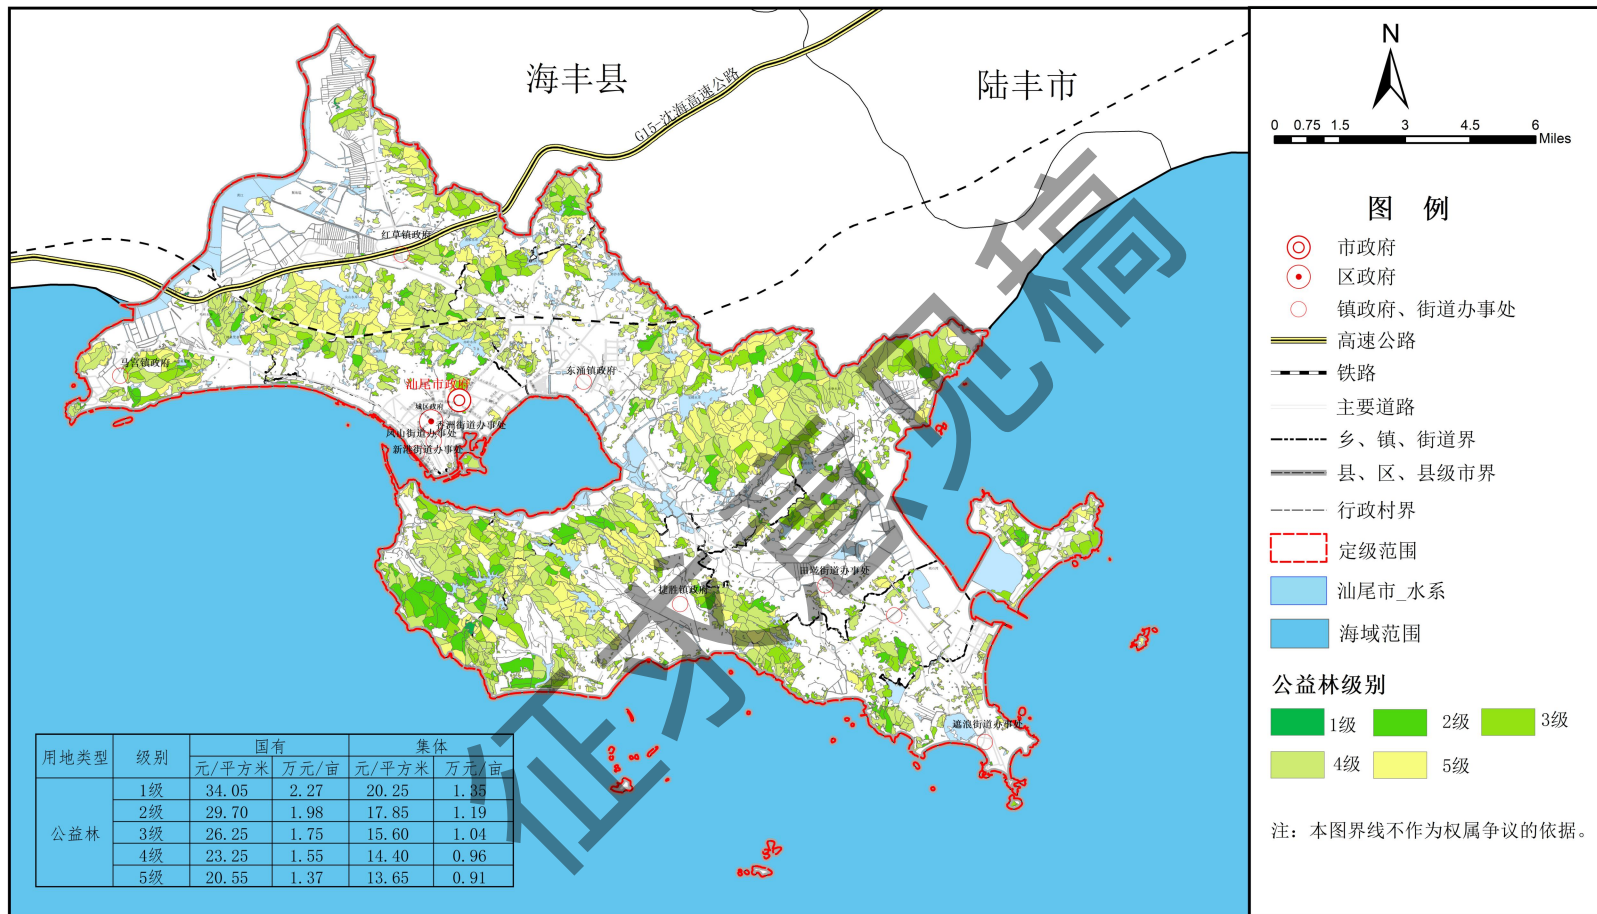 海丰县
陆丰市
G15-沈海高速公路
红草镇政府
马宫镇政府
东涌镇政府
汕尾市政府
城区政府
香洲街道办事处
凤山街道办事处
新港街道办事处
田墘街道办事处
捷胜镇政府
遮浪街道办事处
征求意见稿
用地类型 级别 国有 集体
元/平方米 万元/亩 元/平方米 万元/亩
公益林
1级 34.05 2.27 20.25 1.35
2级 29.70 1.98 17.85 1.19
3级 26.25 1.75 15.60 1.04
4级 23.25 1.55 14.40 0.96
5级 20.55 1.37 13.65 0.91
N
0 0.75 1.5 3 4.5 6
Miles
图 例
市政府
区政府
镇政府、街道办事处
高速公路
铁路
主要道路
乡、镇、街道界
县、区、县级市界
行政村界
定级范围
汕尾市_水系
海域范围
公益林级别
1级 2级 3级
4级 5级
注：本图界线不作为权属争议的依据。